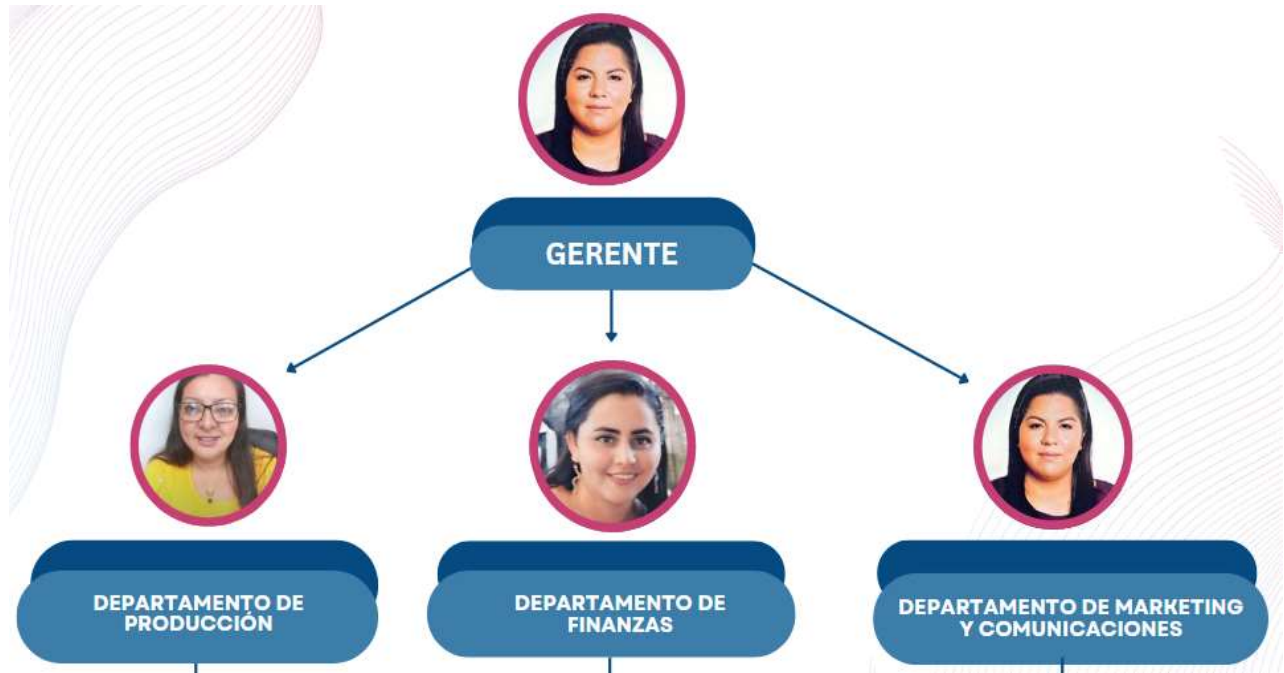 GERENTE
DEPARTAMENTO DE
PRODUCCIÓN
DEPARTAMENTO DE
FINANZAS
DEPARTAMENTO DE MARKETING
Y COMUNICACIONES